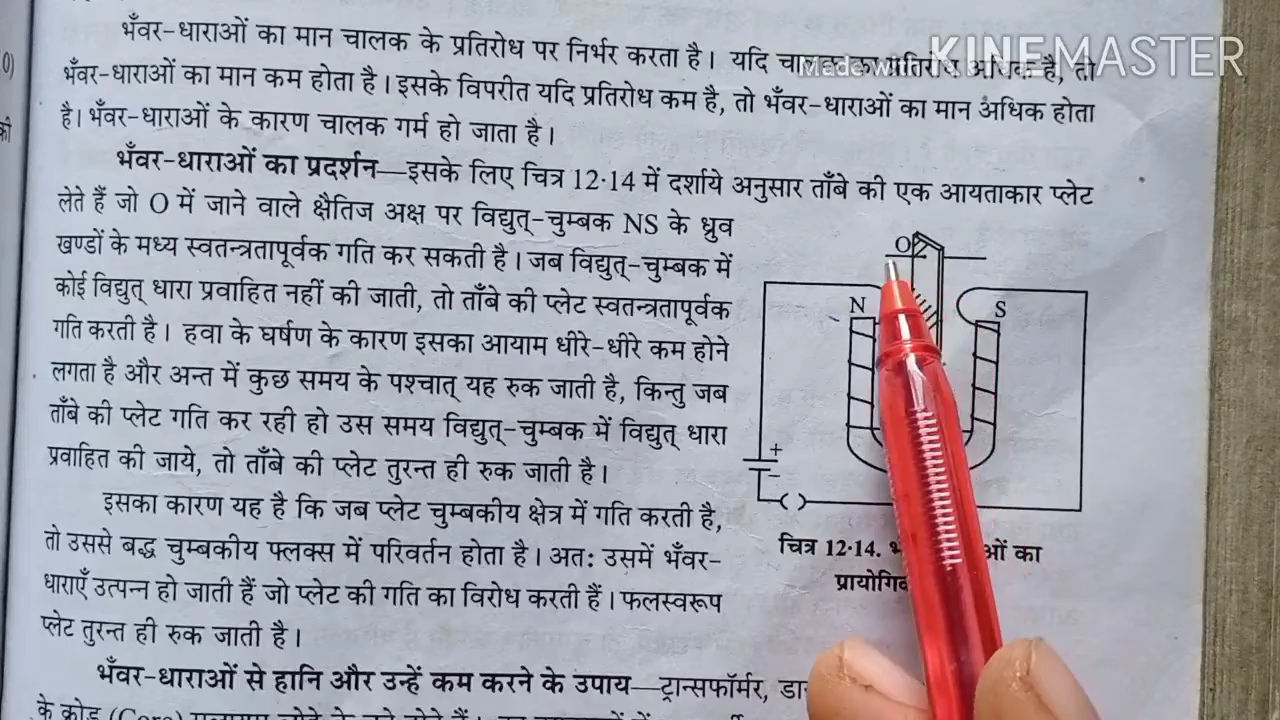 भँवर-धाराओं का मान चालक के प्रतिरोध पर निर्भर करता है। यदि चालक का प्रतिरोध अधिक है, तो
भँवर-धाराओं का मान कम होता है। इसके विपरीत यदि प्रतिरोध कम है, तो भँवर-धाराओं का मान अधिक होता
है। भँवर-धाराओं के कारण चालक गर्म हो जाता है।
भँवर-धाराओं का प्रदर्शन—इसके लिए चित्र 12·14 में दर्शाये अनुसार ताँबे की एक आयताकार प्लेट
लेते हैं जो O में जाने वाले क्षैतिज अक्ष पर विद्युत्-चुम्बक NS के ध्रुव
खण्डों के मध्य स्वतन्त्रतापूर्वक गति कर सकती है। जब विद्युत्-चुम्बक में
कोई विद्युत् धारा प्रवाहित नहीं की जाती, तो ताँबे की प्लेट स्वतन्त्रतापूर्वक
गति करती है। हवा के घर्षण के कारण इसका आयाम धीरे-धीरे कम होने
लगता है और अन्त में कुछ समय के पश्चात् यह रुक जाती है, किन्तु जब
ताँबे की प्लेट गति कर रही हो उस समय विद्युत्-चुम्बक में विद्युत् धारा
प्रवाहित की जाये, तो ताँबे की प्लेट तुरन्त ही रुक जाती है।
इसका कारण यह है कि जब प्लेट चुम्बकीय क्षेत्र में गति करती है,
तो उससे बद्ध चुम्बकीय फ्लक्स में परिवर्तन होता है। अतः उसमें भँवर-
धाराएँ उत्पन्न हो जाती हैं जो प्लेट की गति का विरोध करती हैं। फलस्वरूप
प्लेट तुरन्त ही रुक जाती है।
भँवर-धाराओं से हानि और उन्हें कम करने के उपाय—ट्रान्सफॉर्मर,
के क्रोड (Core)
O
N
S
+
−
चित्र 12·14. का
KINEMASTER
0)
की